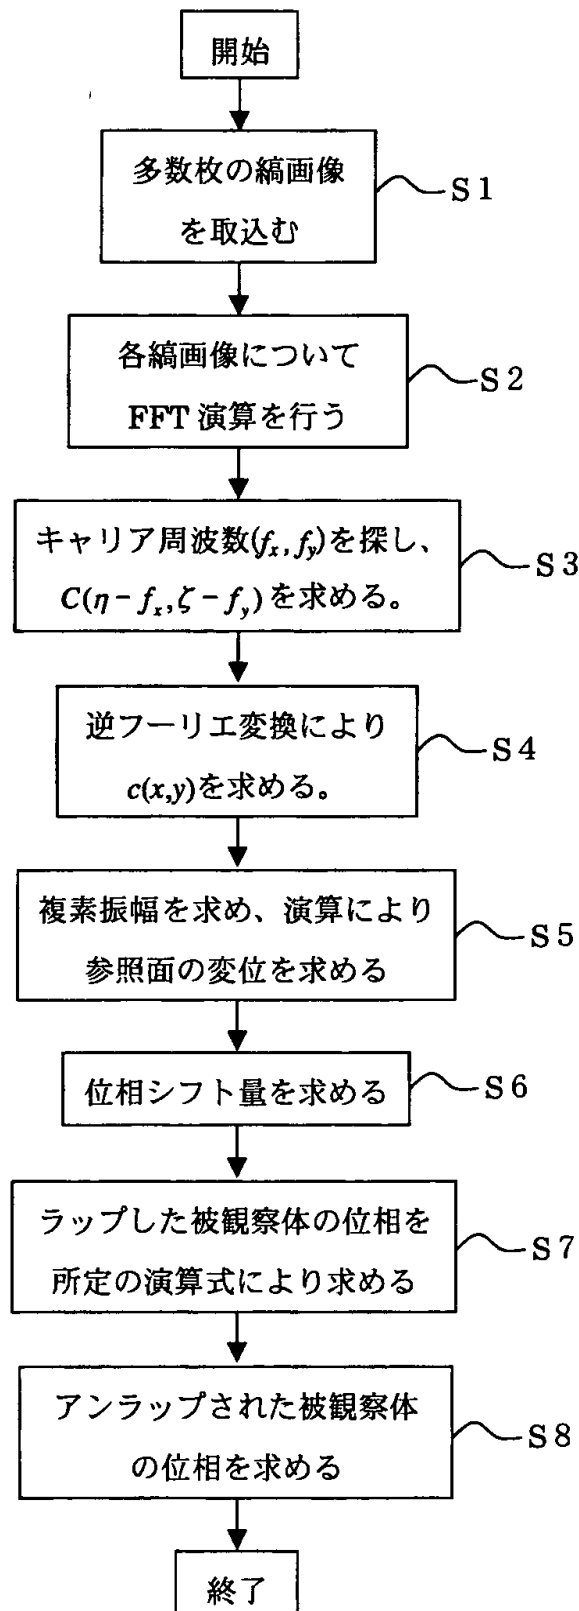 開始
多数枚の縞画像
を取込む
S1
各縞画像について
FFT 演算を行う
S2
キャリア周波数(fx, fy)を探し、
C(η − fx, ζ − fy) を求める。
S3
逆フーリエ変換により
c(x,y)を求める。
S4
複素振幅を求め、演算により
参照面の変位を求める
S5
位相シフト量を求める
S6
ラップした被観察体の位相を
所定の演算式により求める
S7
アンラップされた被観察体
の位相を求める
S8
終了